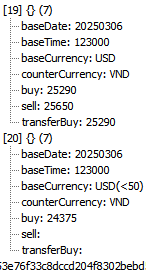 [19] {} (7)
baseDate: 20250306
baseTime: 123000
baseCurrency: USD
counterCurrency: VND
buy: 25290
sell: 25650
transferBuy: 25290
[20] {} (7)
baseDate: 20250306
baseTime: 123000
baseCurrency: USD(<50)
counterCurrency: VND
buy: 24375
sell:
transferBuy:
53e76f33c8dccd204f8302bebd